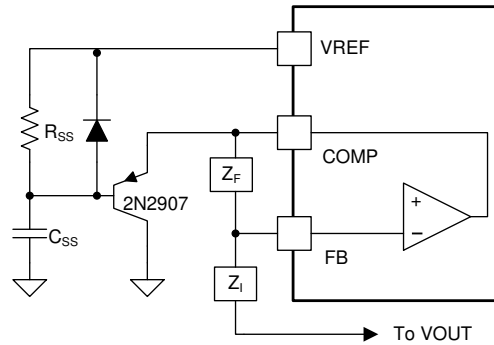 VREF
RSS
COMP
ZF
2N2907
+
CSS
−
FB
ZI
To VOUT